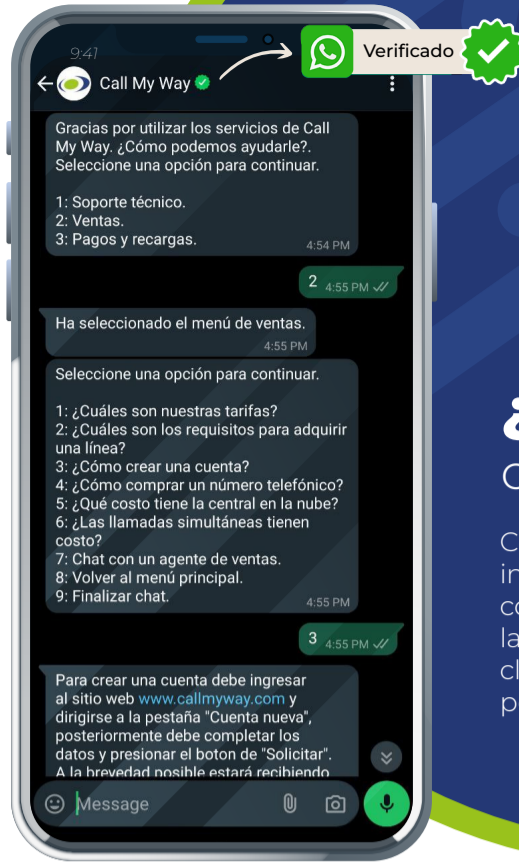 9:41
Verificado
Call My Way
Gracias por utilizar los servicios de Call
My Way. ¿Cómo podemos ayudarle?.
Seleccione una opción para continuar.
1: Soporte técnico.
2: Ventas.
3: Pagos y recargas.
4:54 PM
2 4:55 PM
Ha seleccionado el menú de ventas.
4:55 PM
Seleccione una opción para continuar.
1: ¿Cuáles son nuestras tarifas?
2: ¿Cuáles son los requisitos para adquirir
una línea?
3: ¿Cómo crear una cuenta?
4: ¿Cómo comprar un número telefónico?
5: ¿Qué costo tiene la central en la nube?
6: ¿Las llamadas simultáneas tienen
costo?
7: Chat con un agente de ventas.
8: Volver al menú principal.
9: Finalizar chat.
4:55 PM
3 4:55 PM
Para crear una cuenta debe ingresar
al sitio web www.callmyway.com y
dirigirse a la pestaña "Cuenta nueva",
posteriormente debe completar los
datos y presionar el boton de "Solicitar".
A la brevedad posible estará recibiendo
Message